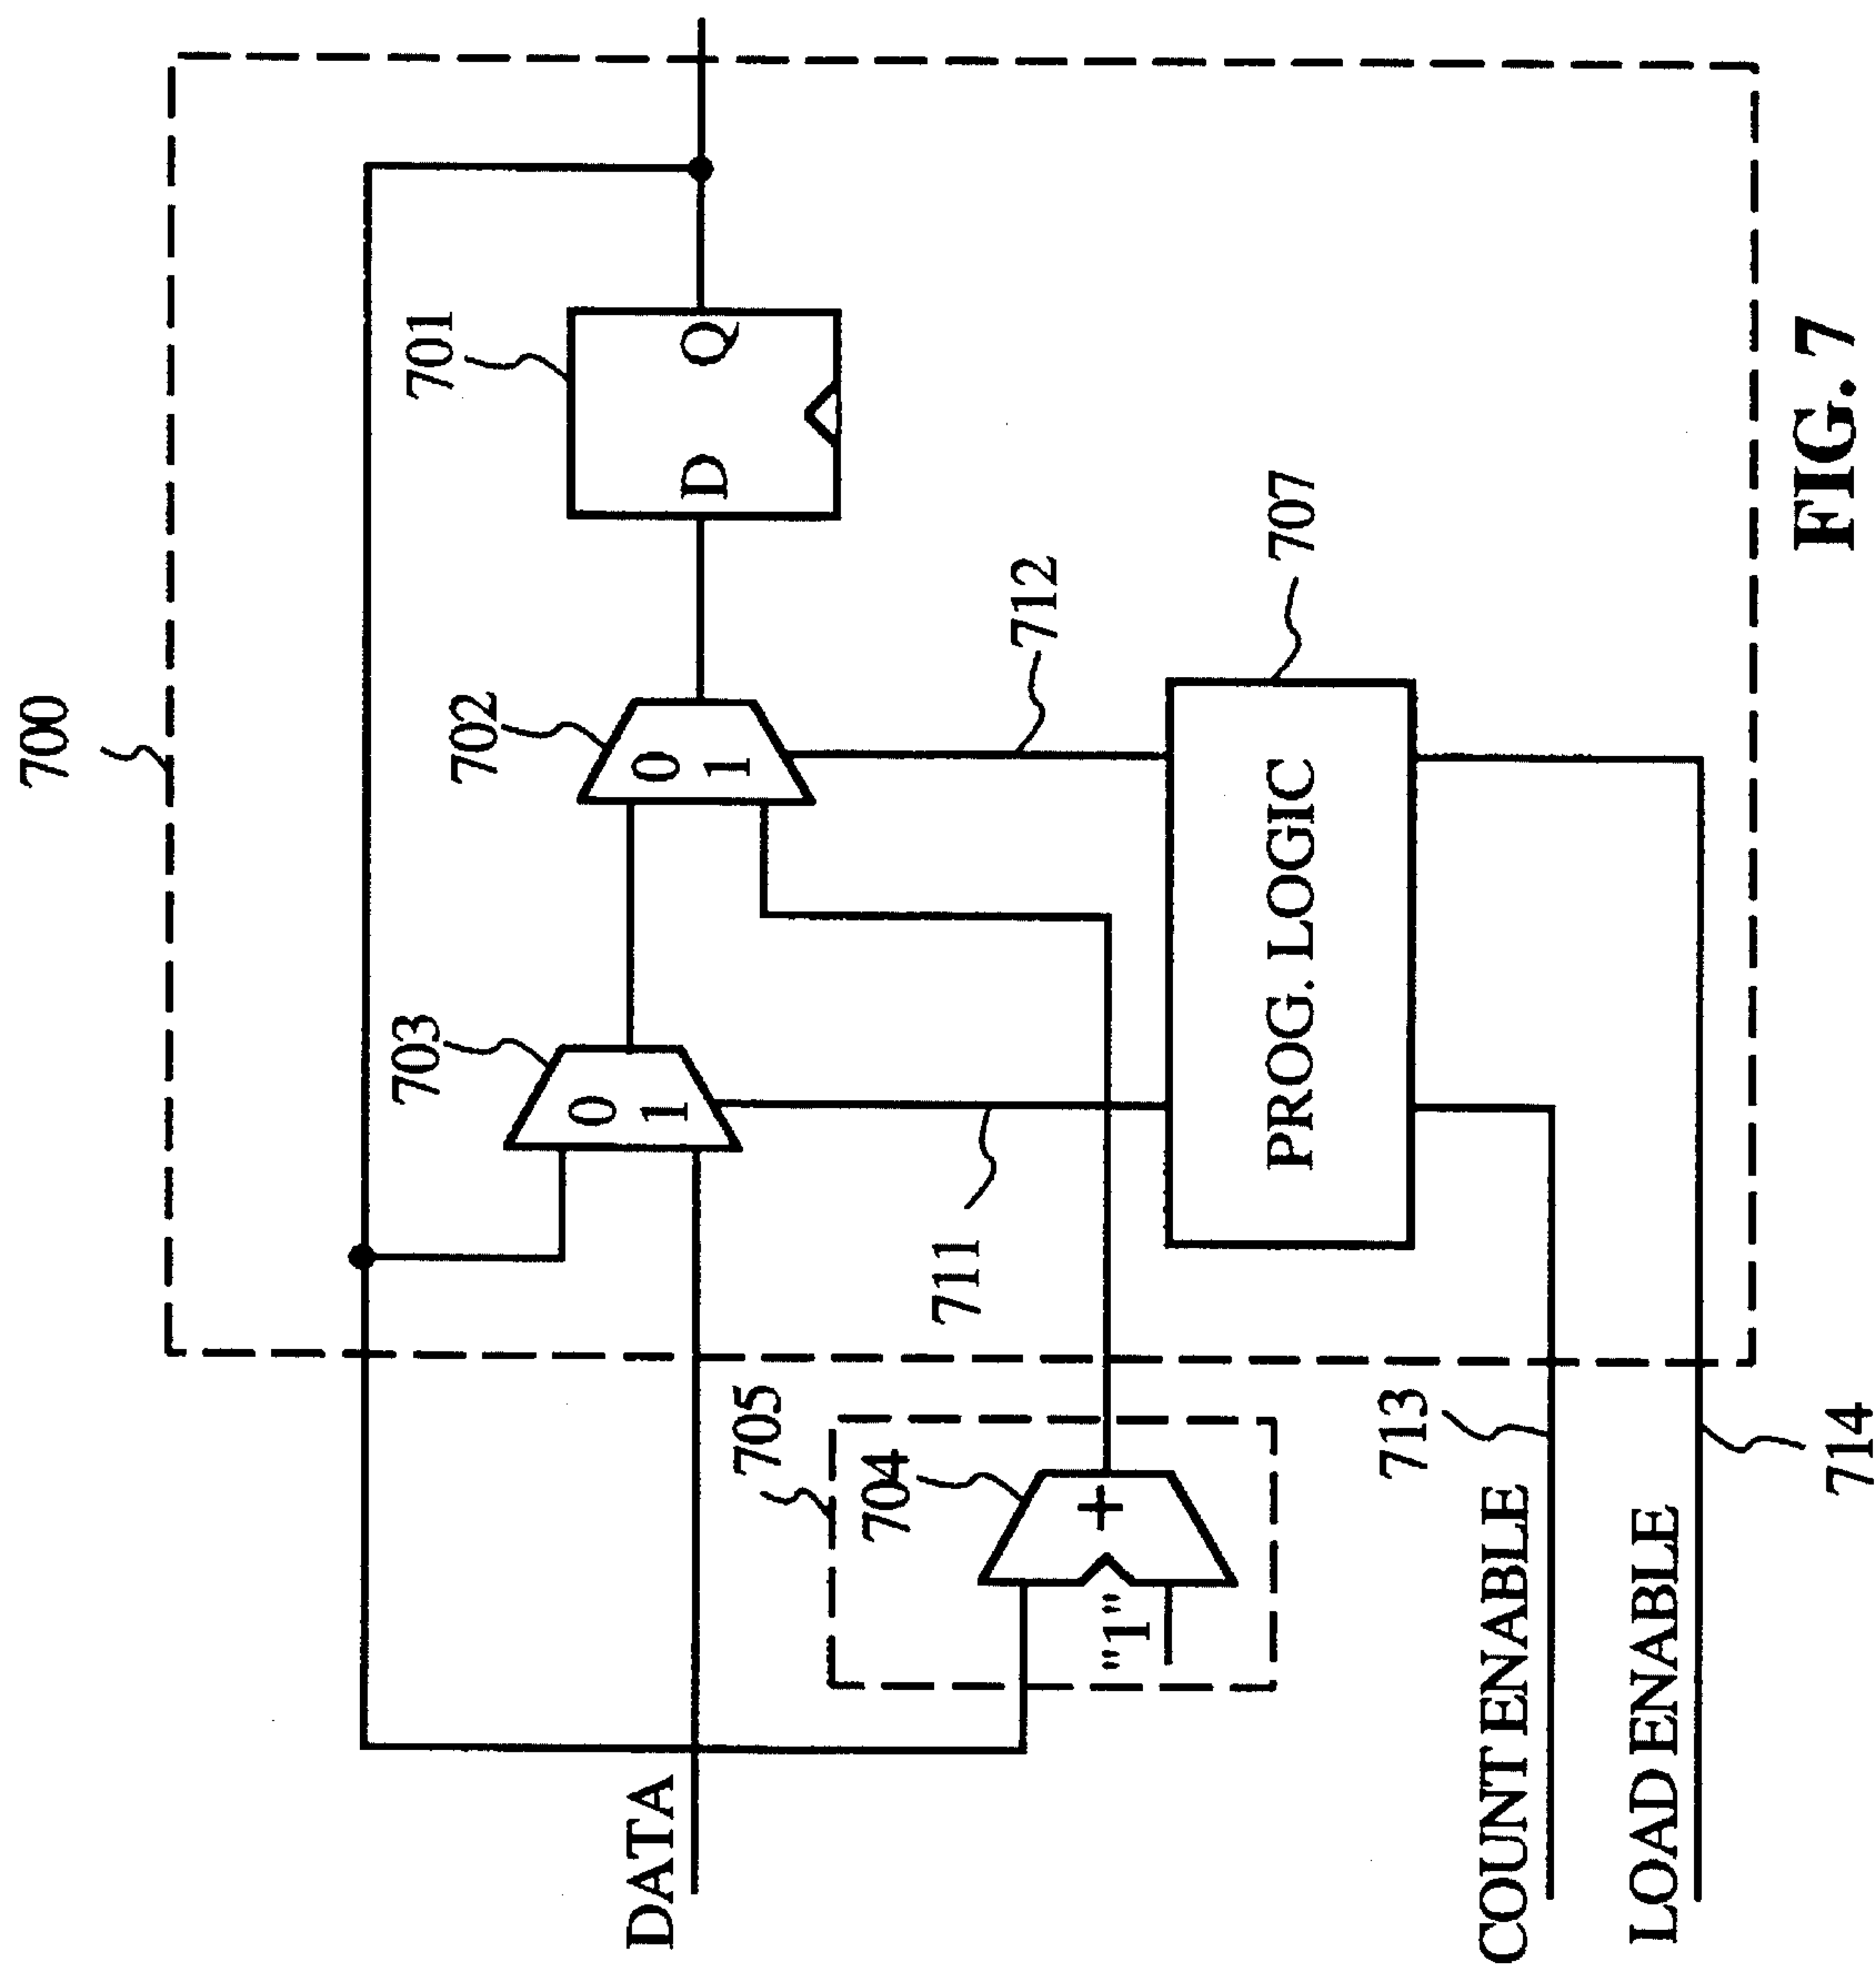 700
701
D Q
702
0
1
703
0
1
712
707
PROG. LOGIC
711
705
704
+
"1"
DATA
713
COUNT ENABLE
LOAD ENABLE
714
FIG. 7